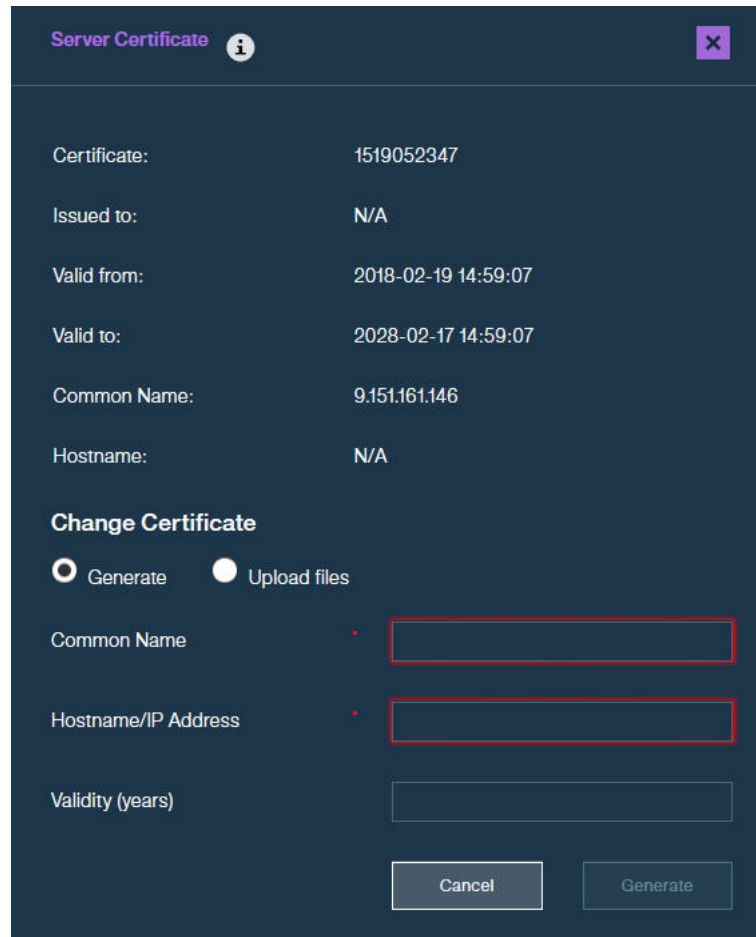 Server Certificate i
Certificate: 1519052347
Issued to: N/A
Valid from: 2018-02-19 14:59:07
Valid to: 2028-02-17 14:59:07
Common Name: 9.151.161.146
Hostname: N/A
Change Certificate
Generate Upload files
Common Name *
Hostname/IP Address *
Validity (years)
Cancel Generate